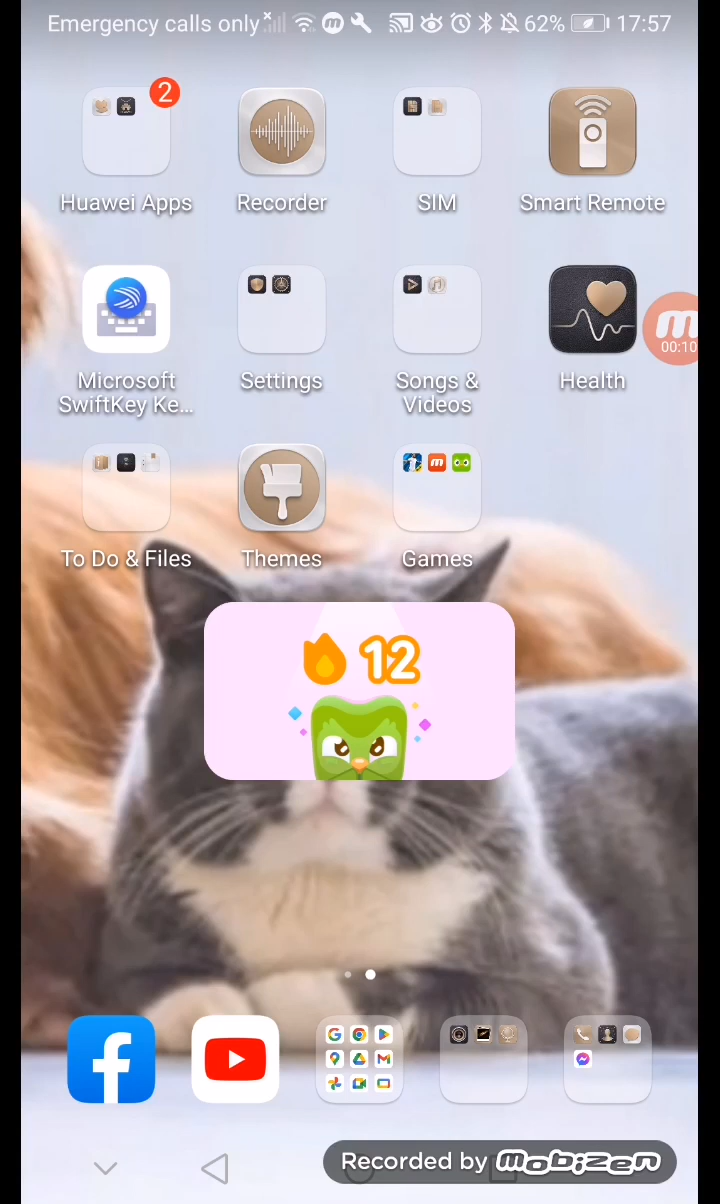 Emergency calls only 62% 17:57
2
Huawei Apps Recorder SIM Smart Remote
Microsoft SwiftKey Ke... Settings Songs & Videos Health
00:10
To Do & Files Themes Games
12
Recorded by mobizen